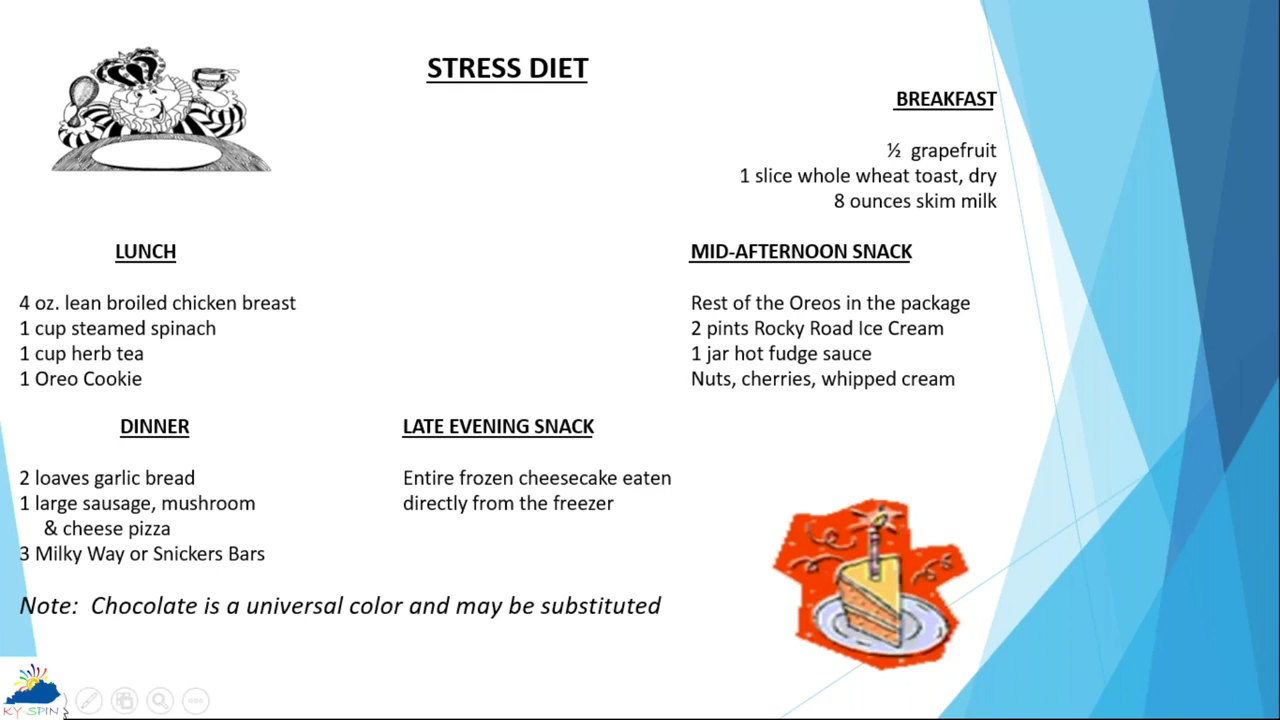 STRESS DIET
BREAKFAST
½ grapefruit
1 slice whole wheat toast, dry
8 ounces skim milk
LUNCH
4 oz. lean broiled chicken breast
1 cup steamed spinach
1 cup herb tea
1 Oreo Cookie
MID-AFTERNOON SNACK
Rest of the Oreos in the package
2 pints Rocky Road Ice Cream
1 jar hot fudge sauce
Nuts, cherries, whipped cream
DINNER
2 loaves garlic bread
1 large sausage, mushroom
& cheese pizza
3 Milky Way or Snickers Bars
LATE EVENING SNACK
Entire frozen cheesecake eaten
directly from the freezer
Note: Chocolate is a universal color and may be substituted
KY-SPIN